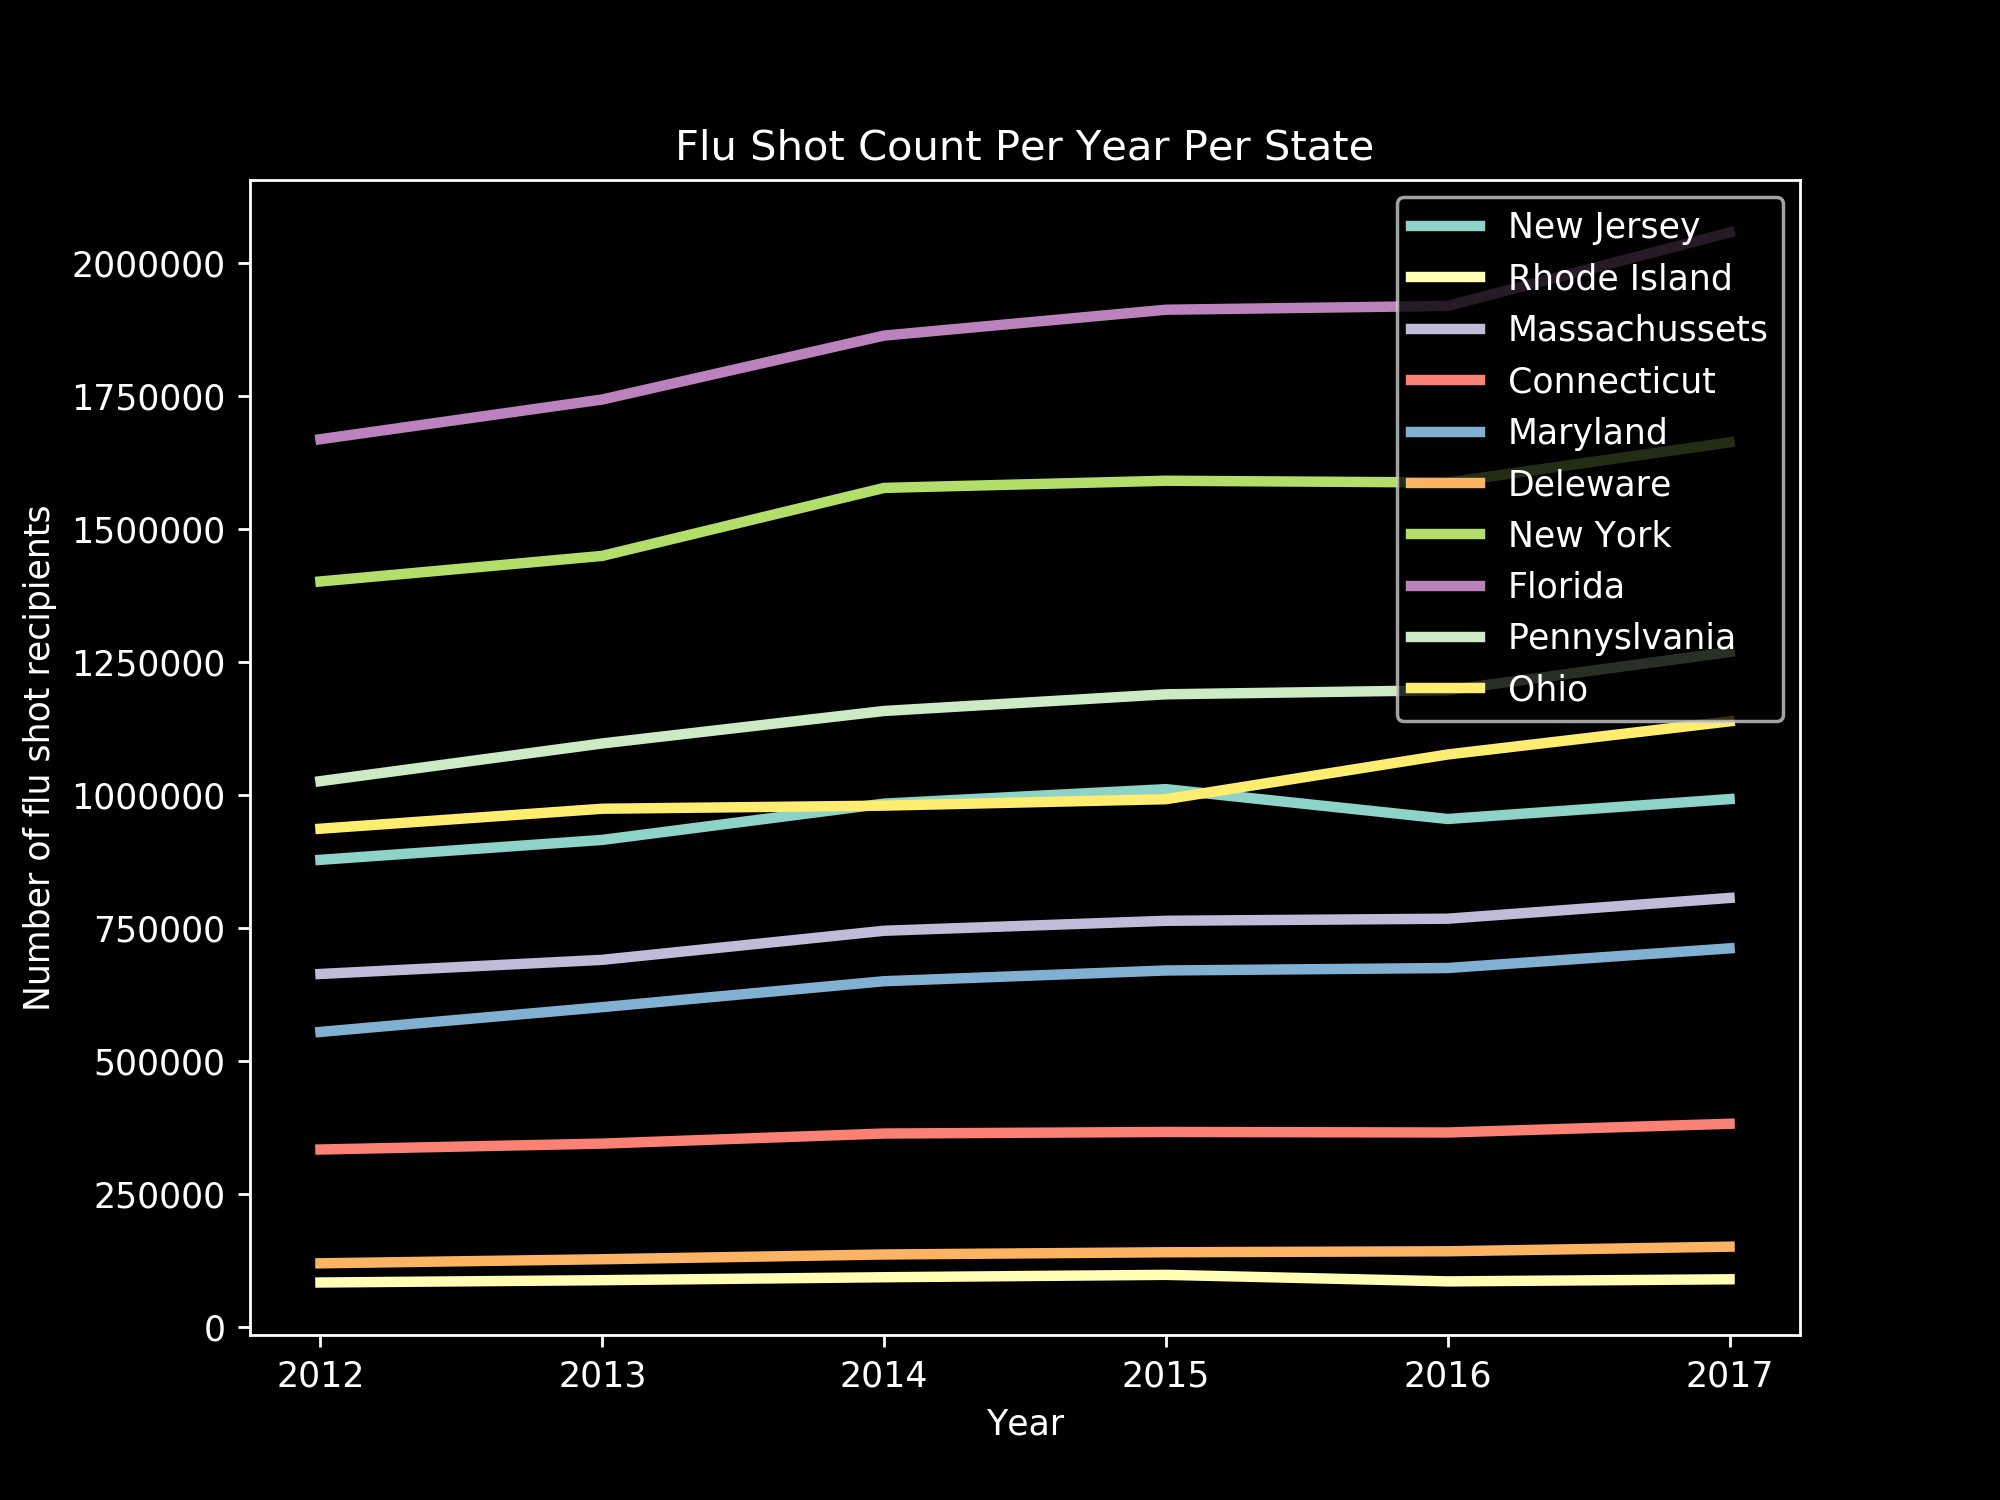 Flu Shot Count Per Year Per State
Number of flu shot recipients
2000000
1750000
1500000
1250000
1000000
750000
500000
250000
0
New Jersey
Rhode Island
Massachussets
Connecticut
Maryland
Deleware
New York
Florida
Pennyslvania
Ohio
2012 2013 2014 2015 2016 2017
Year